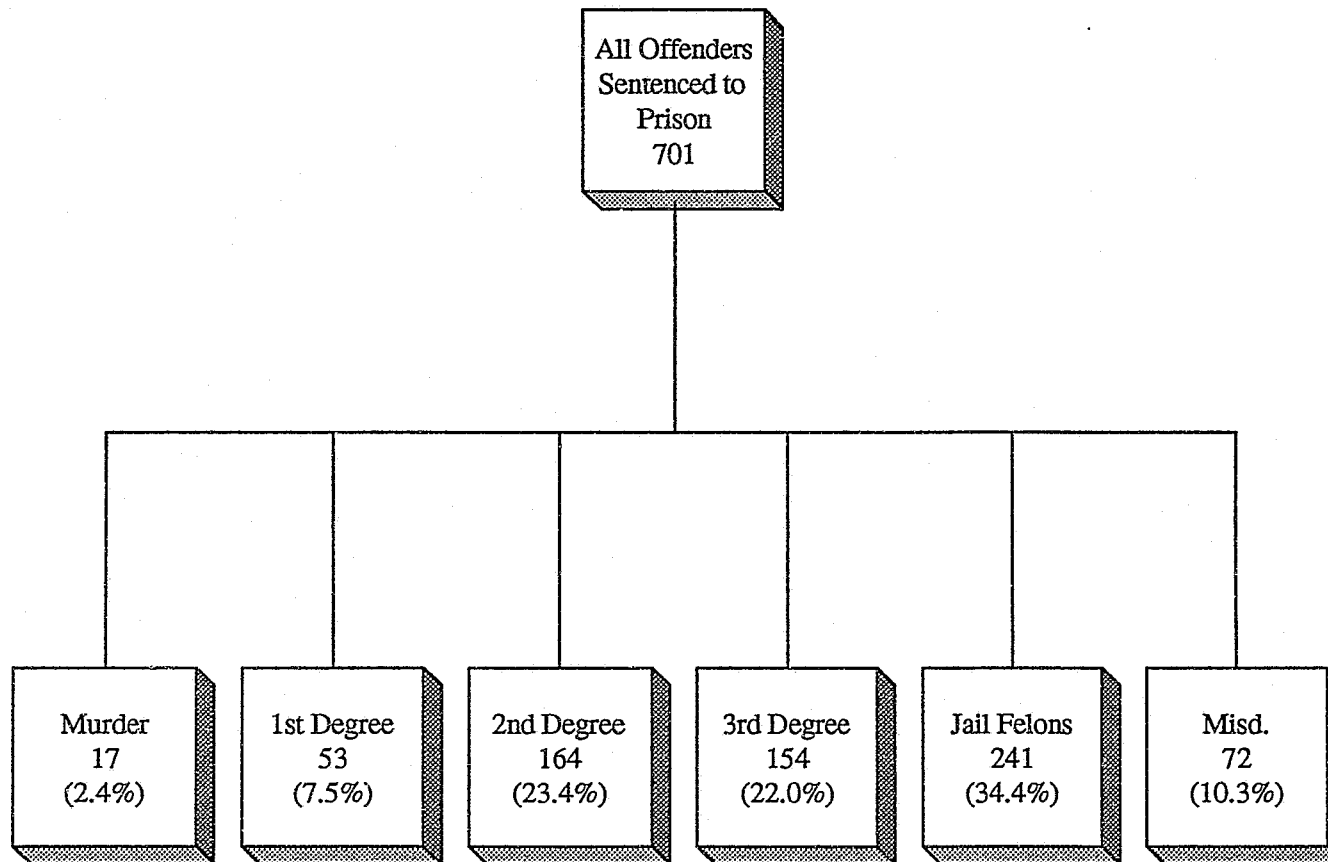 All Offenders
Sentenced to
Prison
701
Murder
17
(2.4%)
1st Degree
53
(7.5%)
2nd Degree
164
(23.4%)
3rd Degree
154
(22.0%)
Jail Felons
241
(34.4%)
Misd.
72
(10.3%)